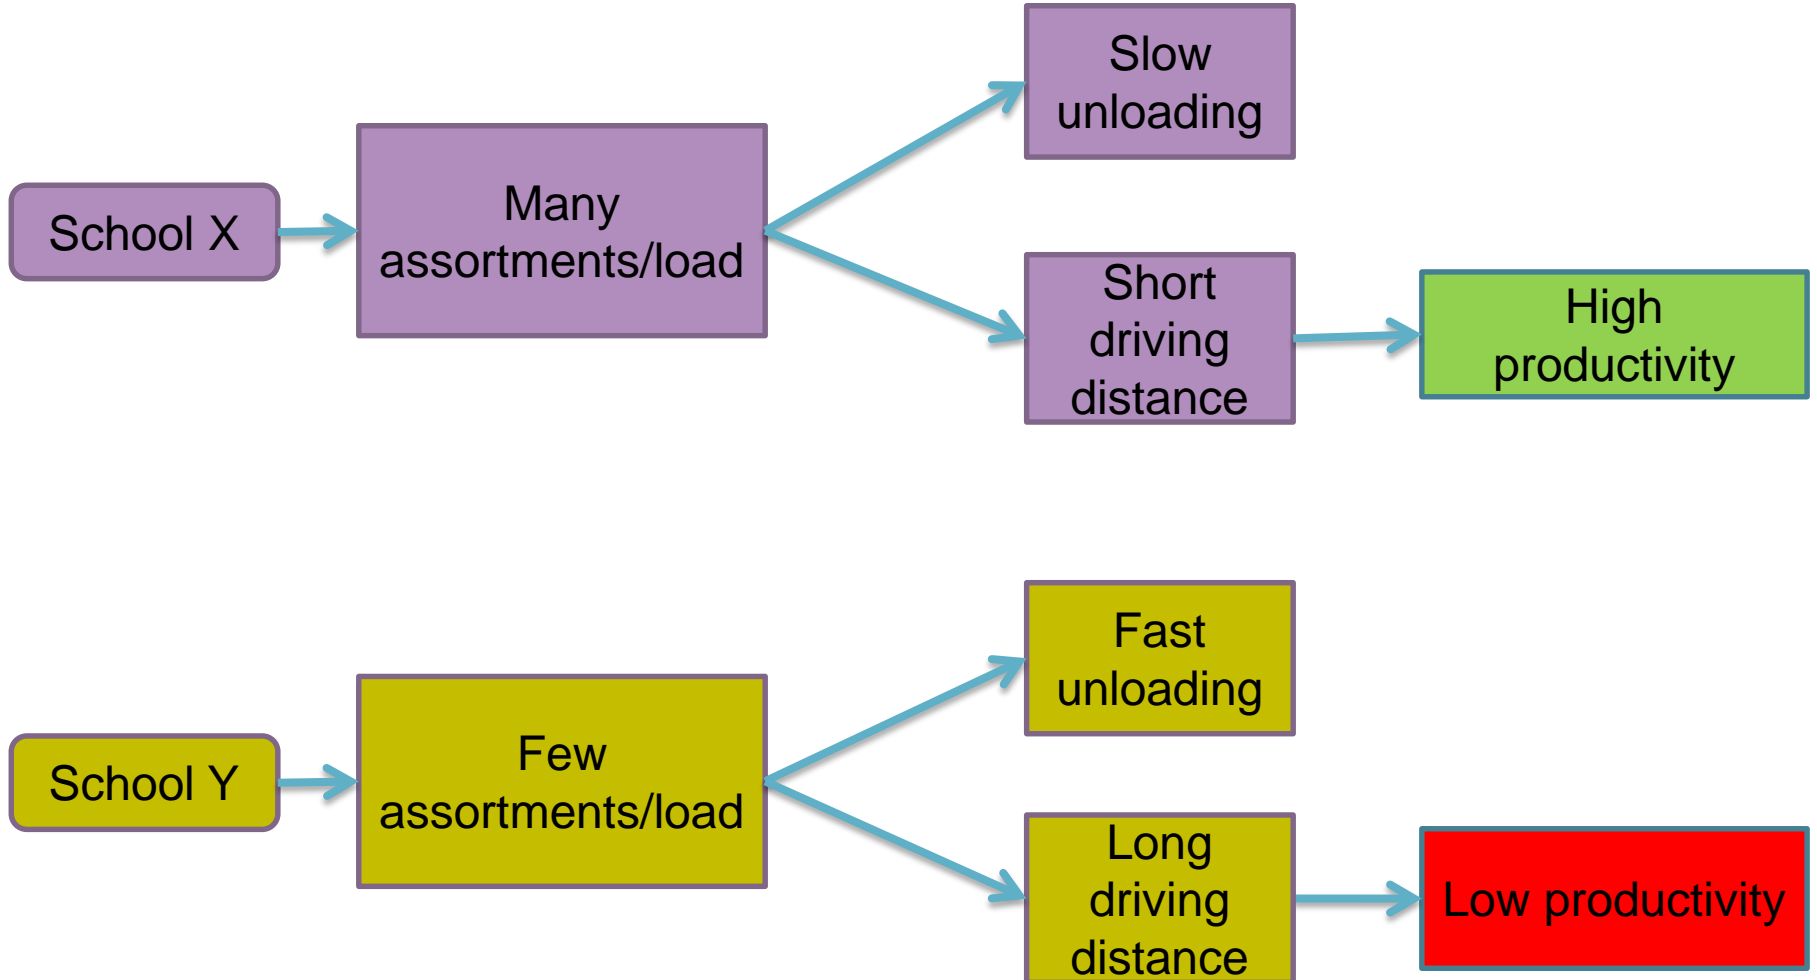 School X
Many
assortments/load
Slow
unloading
Short
driving
distance
High
productivity
School Y
Few
assortments/load
Fast
unloading
Long
driving
distance
Low productivity